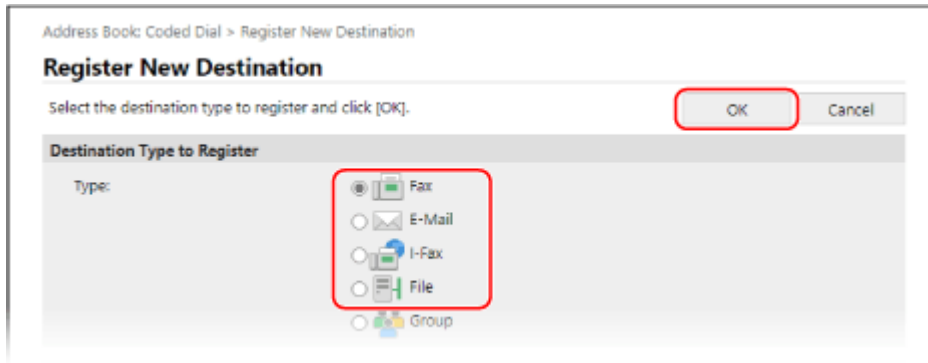 Address Book: Coded Dial > Register New Destination
Register New Destination
Select the destination type to register and click [OK].
OK
Cancel
Destination Type to Register
Type:
Fax
E-Mail
I-Fax
File
Group